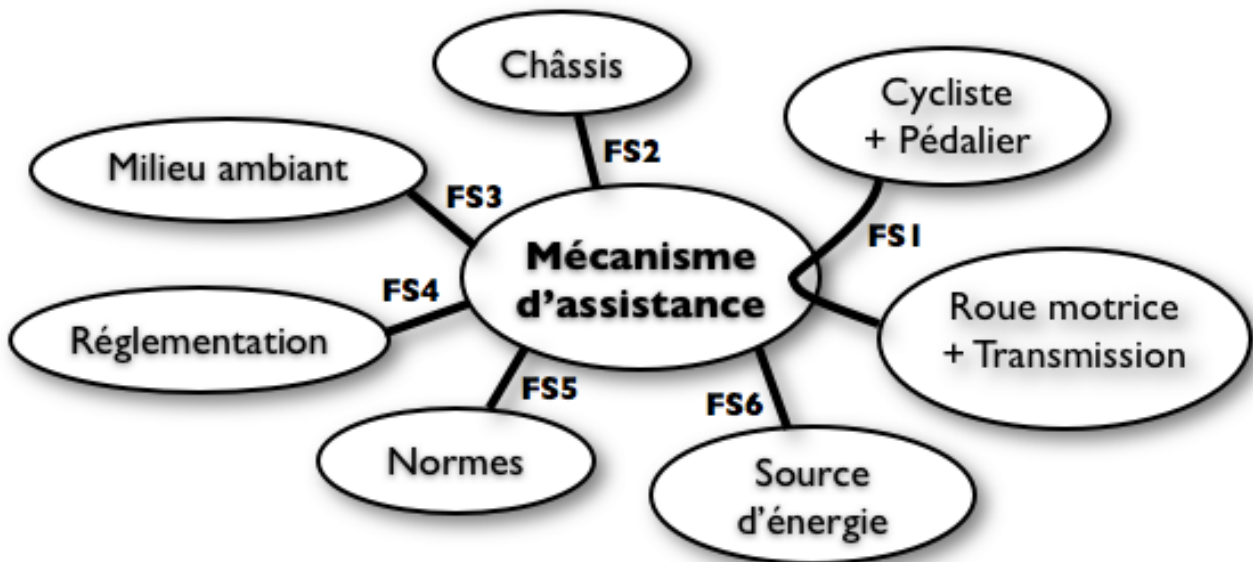 Châssis
Cycliste
+ Pédalier
FS2
Milieu ambiant
FS3
FS1
Mécanisme
d'assistance
FS4
Réglementation
Roue motrice
+ Transmission
FS5
FS6
Normes
Source
d'énergie